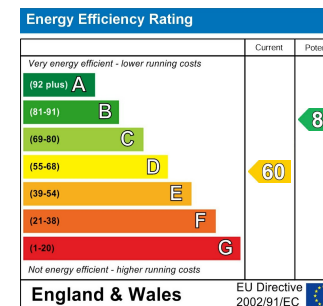 Energy Efficiency Rating
Current
Very energy efficient - lower running costs
(92 plus) A
(81-91) B
(69-80) C
(55-68) D
(39-54) E
(21-38) F
(1-20) G
60
Not energy efficient - higher running costs
England & Wales
EU Directive
2002/91/EC